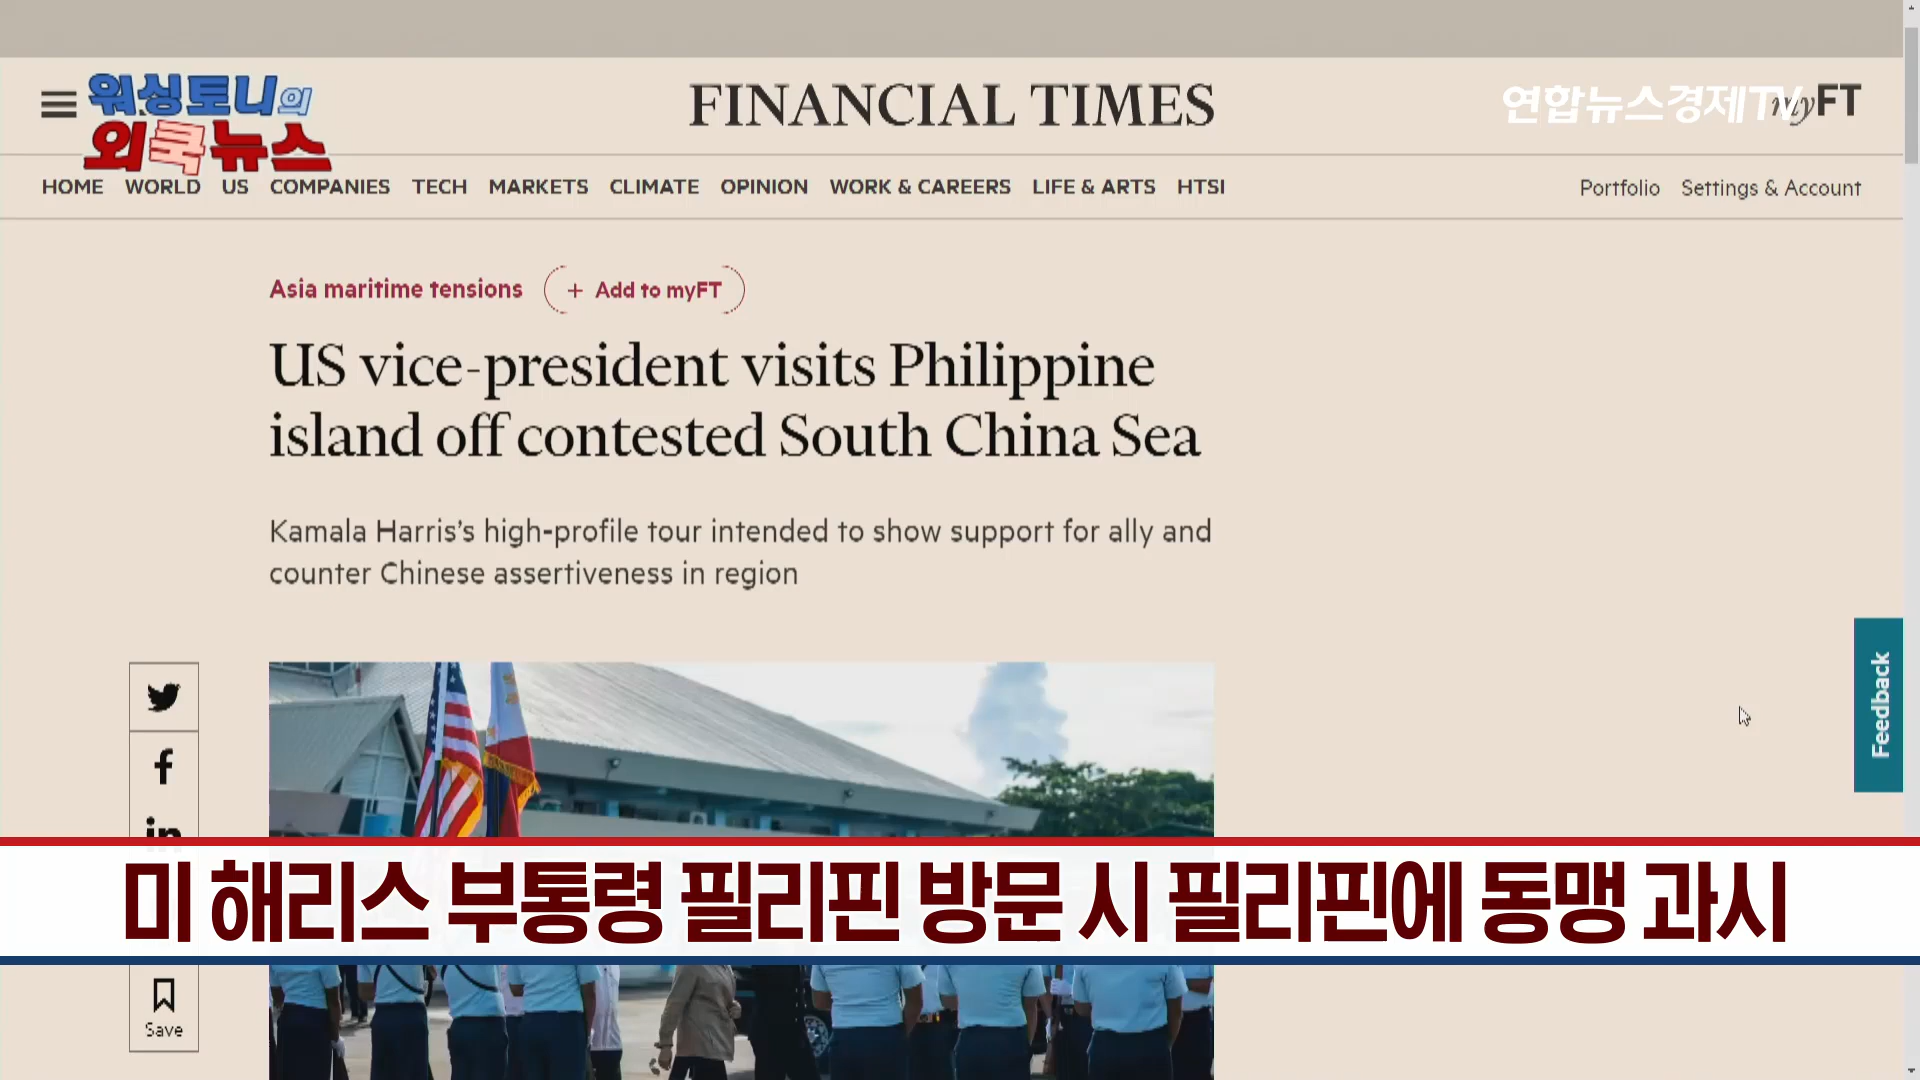 워싱토니의
외쿡뉴스
FINANCIAL TIMES
연합뉴스경제TV
myFT
HOME WORLD US COMPANIES TECH MARKETS CLIMATE OPINION WORK & CAREERS LIFE & ARTS HTSI
Portfolio Settings & Account
Asia maritime tensions + Add to myFT
US vice-president visits Philippine
island off contested South China Sea
Kamala Harris's high-profile tour intended to show support for ally and
counter Chinese assertiveness in region
Feedback
미 해리스 부통령 필리핀 방문 시 필리핀에 동맹 과시
Save